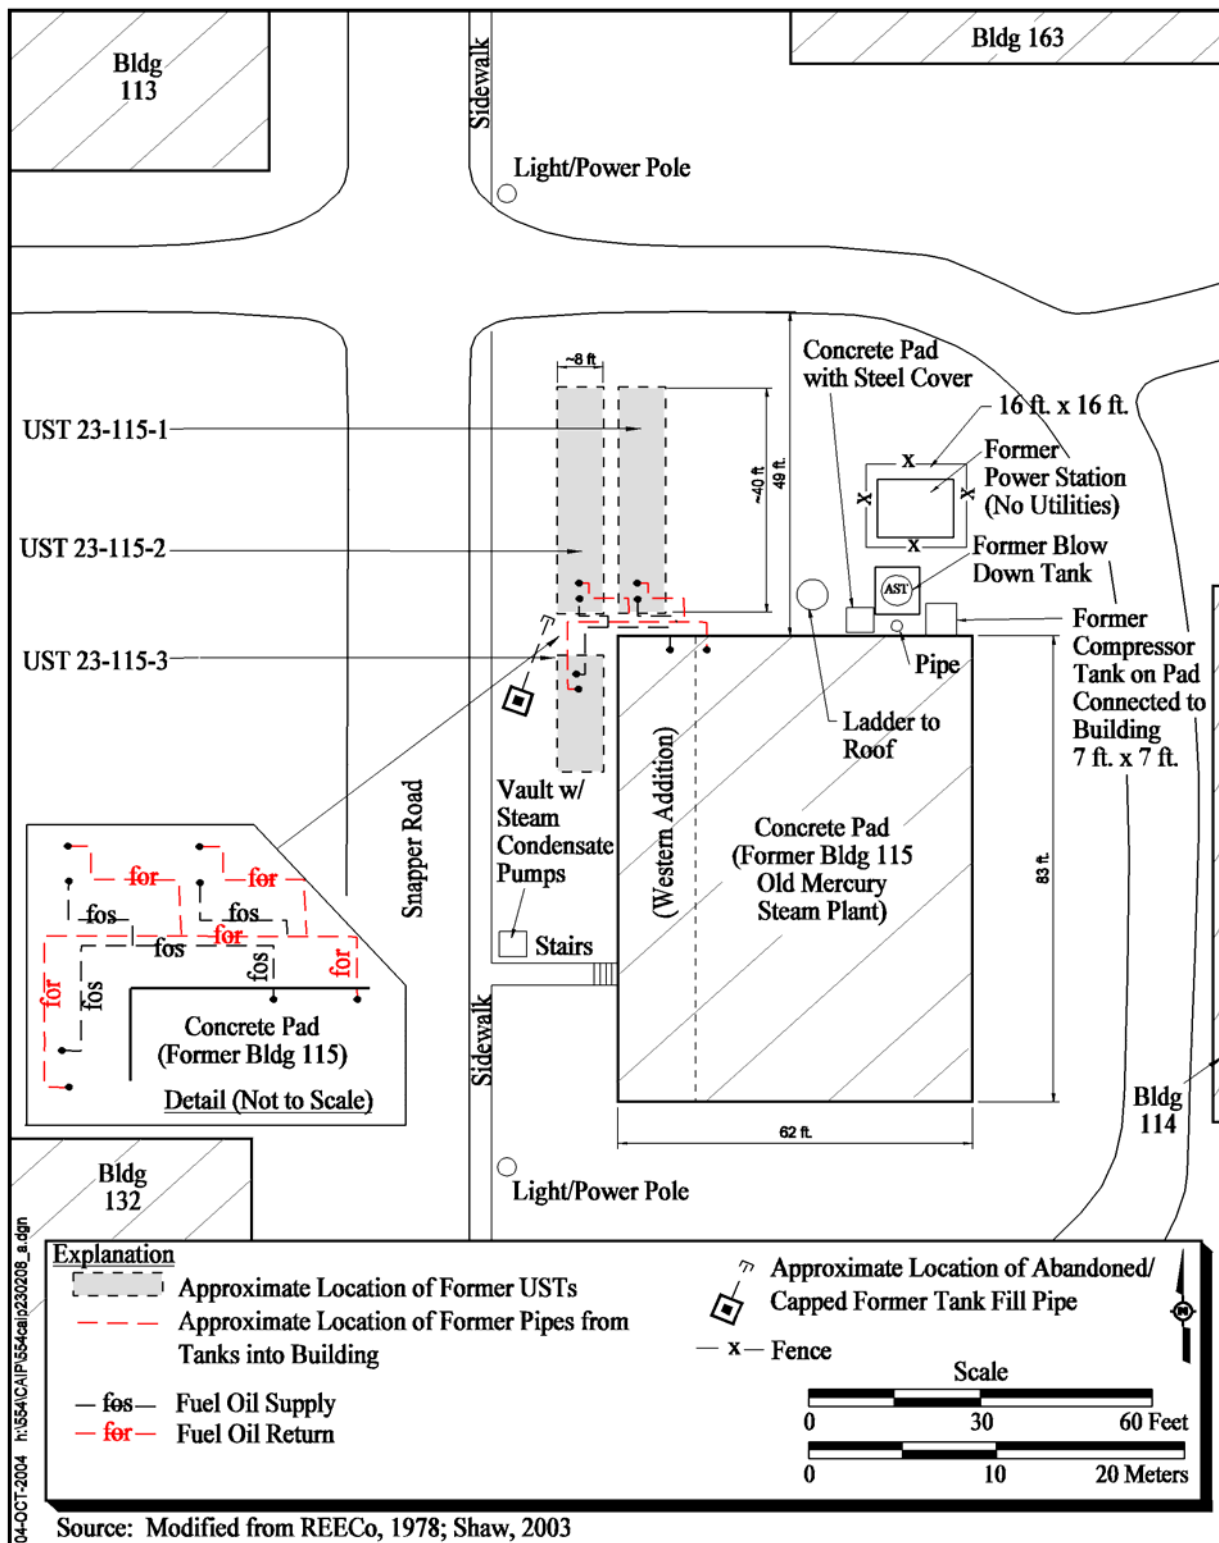 Bldg
113
Sidewalk
Bldg 163
Light/Power Pole
~8 ft
Concrete Pad
with Steel Cover
16 ft. x 16 ft.
UST 23-115-1
~40 ft
49 ft.
x
x
x
x
Former
Power Station
(No Utilities)
UST 23-115-2
Former Blow
Down Tank
AST
UST 23-115-3
Pipe
Former
Compressor
Tank on Pad
Connected to
Building
7 ft. x 7 ft.
Ladder to
Roof
(Western Addition)
Vault w/
Steam
Condensate
Pumps
Snapper Road
Concrete Pad
(Former Bldg 115
Old Mercury
Steam Plant)
83 ft.
Stairs
for
for
fos
fos
for
fos
fos
for
for
fos
Concrete Pad
(Former Bldg 115)
Detail (Not to Scale)
Sidewalk
62 ft.
Bldg
114
Bldg
132
Light/Power Pole
Explanation
Approximate Location of Former USTs
Approximate Location of Former Pipes from
Tanks into Building
fos Fuel Oil Supply
for Fuel Oil Return
Approximate Location of Abandoned/
Capped Former Tank Fill Pipe
x Fence
N
Scale
0 30 60 Feet
0 10 20 Meters
04-OCT-2004 h:\554\CAIP\554caip230208_a.dgn
Source: Modified from REECo, 1978; Shaw, 2003